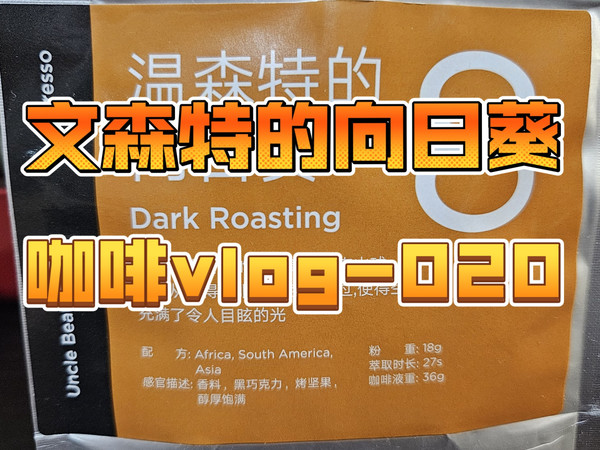 温森特的
文森特的向日葵
8
Dark Roasting
咖啡vlog-020
充满了令人目眩的光
配 方: Africa, South America,
Asia
感官描述: 香料，黑巧克力，烤坚果，
醇厚饱满
粉 重: 18g
萃取时长: 27s
咖啡液重: 36g
Uncle Bea
resso